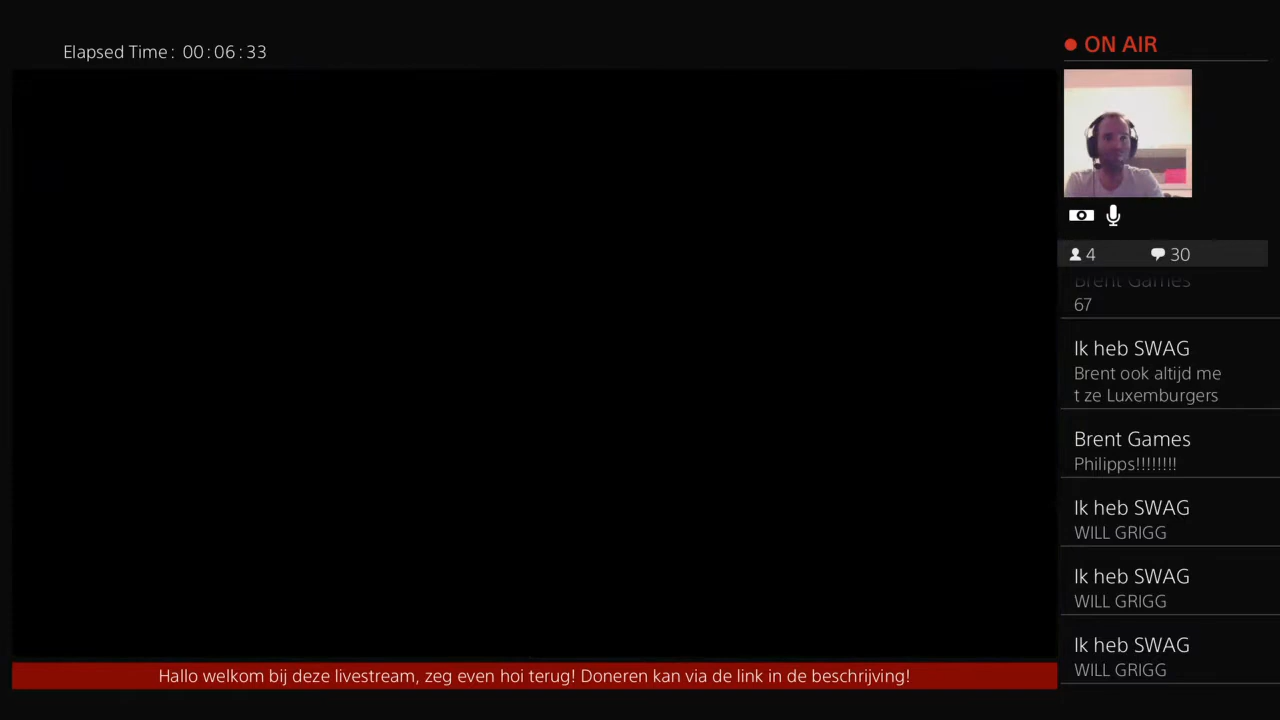 Elapsed Time: 00:06:33
ON AIR
4 30
Brent Games
67
Ik heb SWAG
Brent ook altijd me
t ze Luxemburgers
Brent Games
Philipps!!!!!!!!
Ik heb SWAG
WILL GRIGG
Ik heb SWAG
WILL GRIGG
Ik heb SWAG
WILL GRIGG
Hallo welkom bij deze livestream, zeg even hoi terug! Doneren kan via de link in de beschrijving!